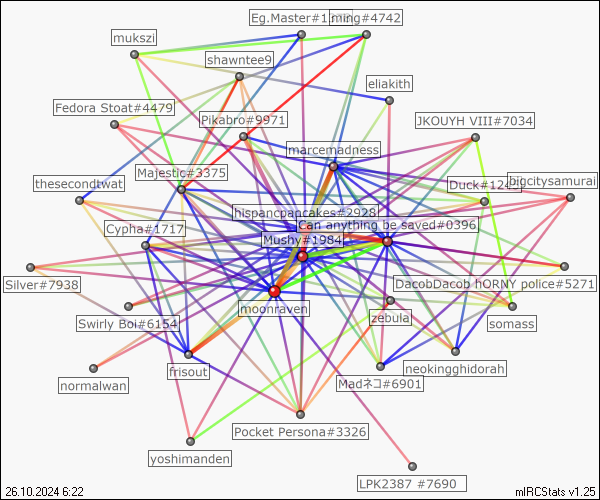 Eg.Master#1
ming#4742
mukszi
shawntee9
eliakith
Fedora Stoat#4479
Pikabro#9971
JKOUYH VIII#7034
marcemadness
Majestic#3375
thesecondtwat
Duck#124
bigcitysamurai
hispancpancakes#2928
Can anything be saved#0396
Cypha#1717
Mushy#1984
Silver#7938
DacobDacob hORNY police#5271
moonraven
zebula
somass
Swirly Boi#6154
frisout
normalwan
Madネコ#6901
neokingghidorah
Pocket Persona#3326
yoshimanden
LPK2387 #7690
26.10.2024 6:22
mIRCStats v1.25